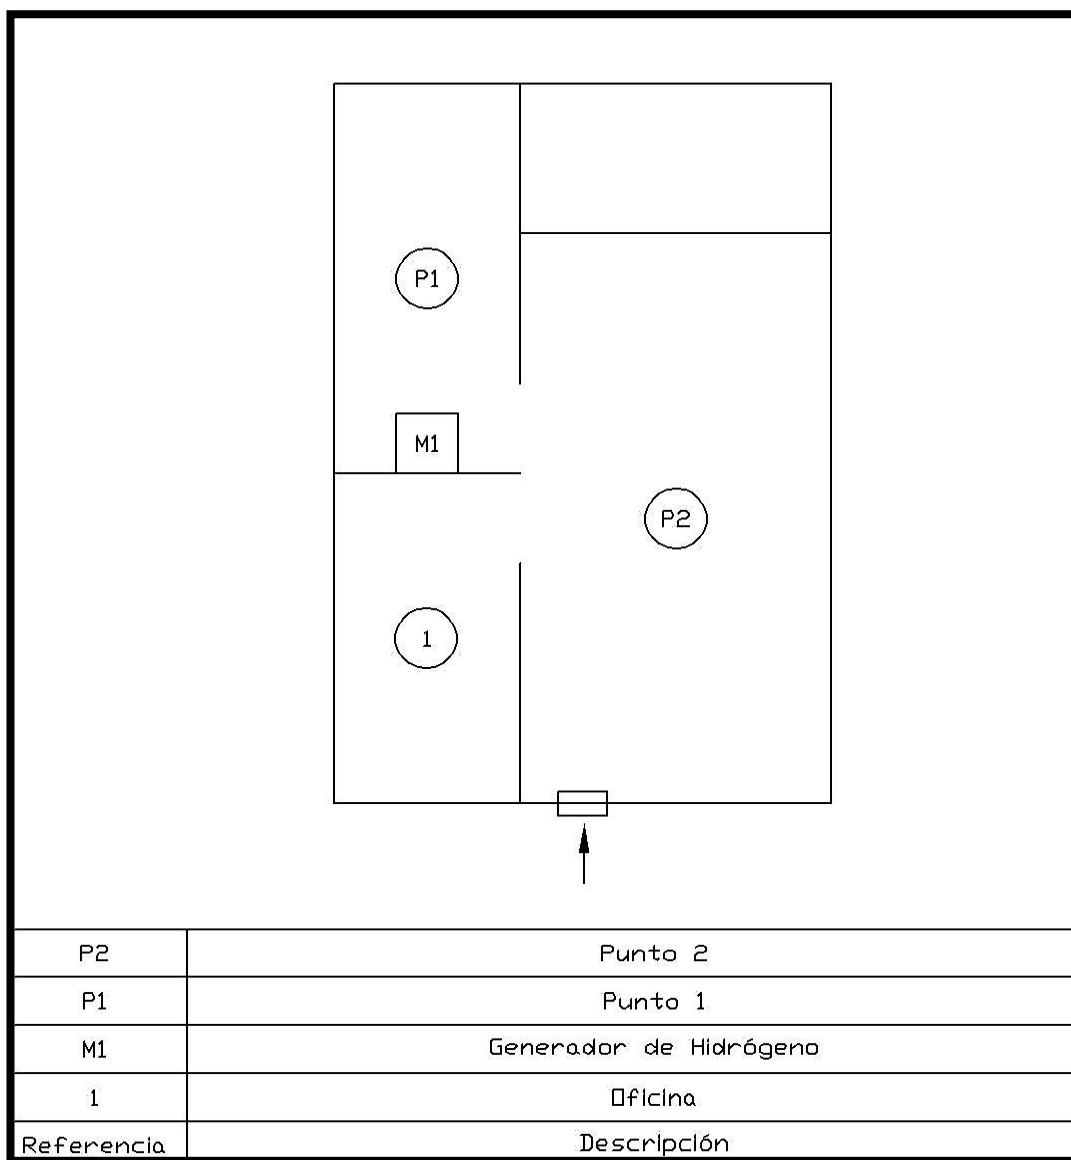 P1
M1
P2
1
P2 Punto 2
P1 Punto 1
M1 Generador de Hidrógeno
1 Oficina
Referencia Descripción